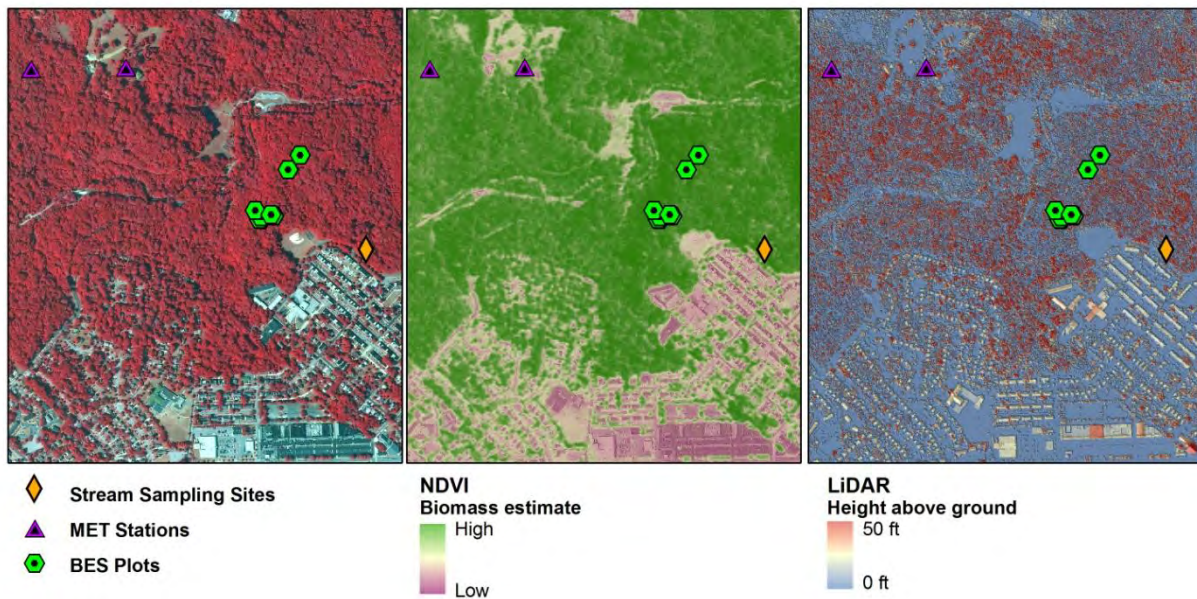 Stream Sampling Sites
MET Stations
BES Plots
NDVI
Biomass estimate
High
Low
LiDAR
Height above ground
50 ft
0 ft